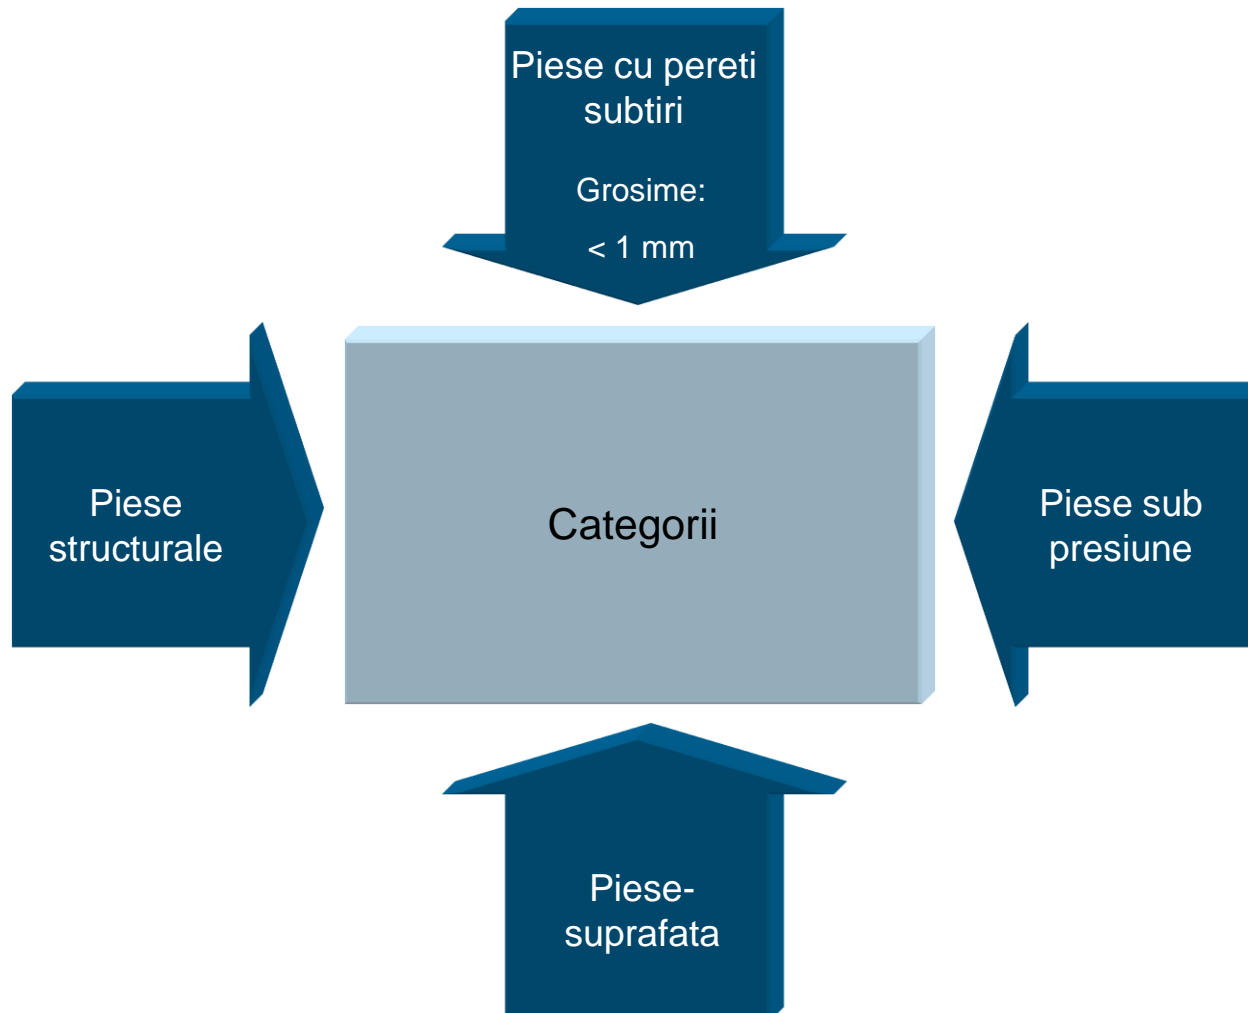 Piese cu pereti
subtiri
Grosime:
< 1 mm
Piese
structurale
Categorii
Piese sub
presiune
Piese-
suprafata